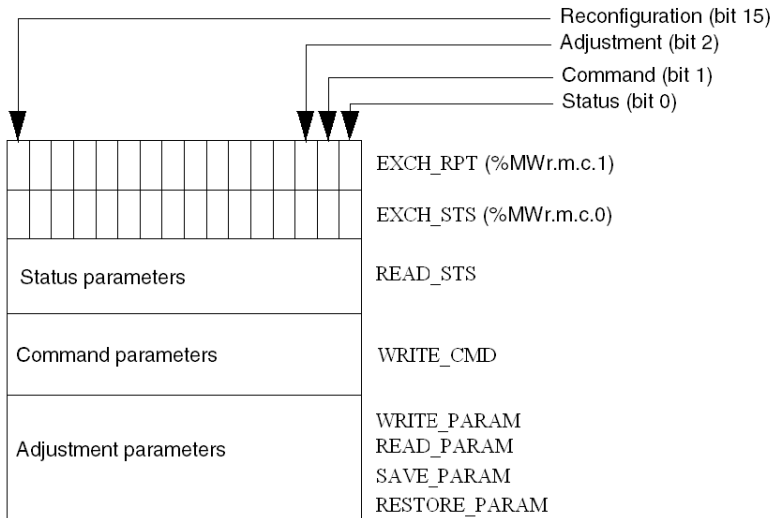 Reconfiguration (bit 15)
Adjustment (bit 2)
Command (bit 1)
Status (bit 0)
EXCH_RPT (%MWr.m.c.1)
EXCH_STS (%MWr.m.c.0)
Status parameters READ_STS
Command parameters WRITE_CMD
WRITE_PARAM
Adjustment parameters READ_PARAM
SAVE_PARAM
RESTORE_PARAM